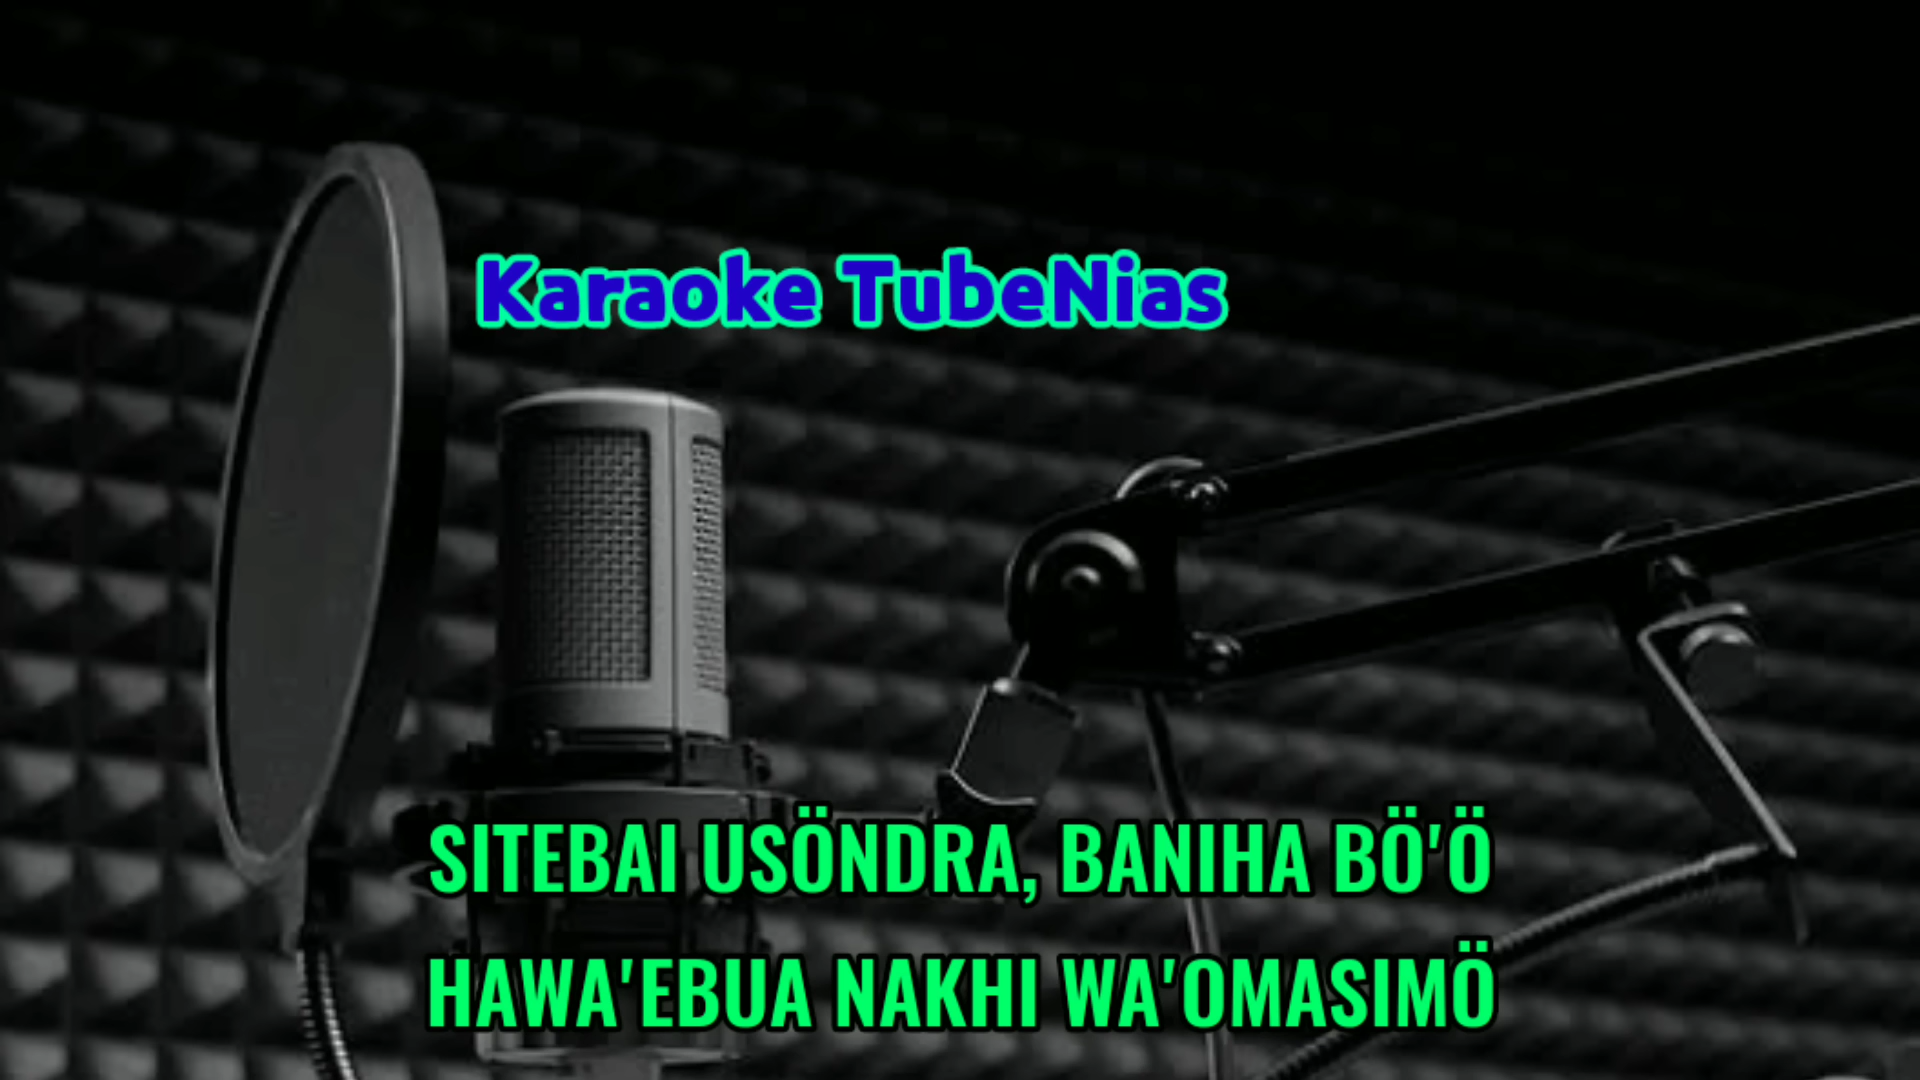 Karaoke TubeNias
SITEBAI USÖNDRA, BANIHA BÖ'Ö
HAWA'EBUA NAKHI WA'OMASIMÖ